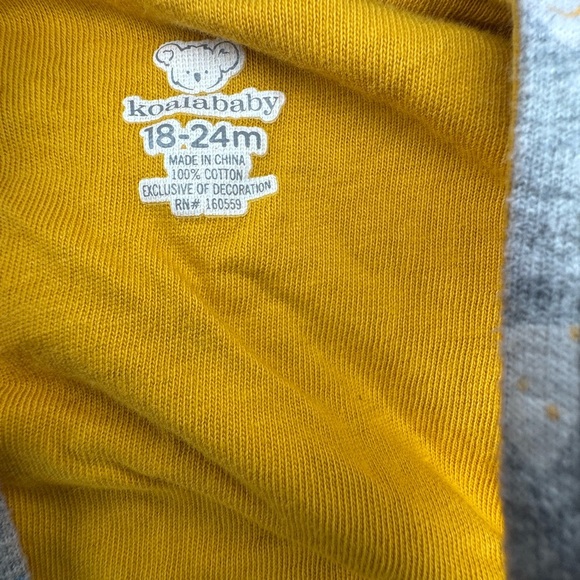 koalababy
18-24m
MADE IN CHINA
100% COTTON
EXCLUSIVE OF DECORATION
RN# 160559